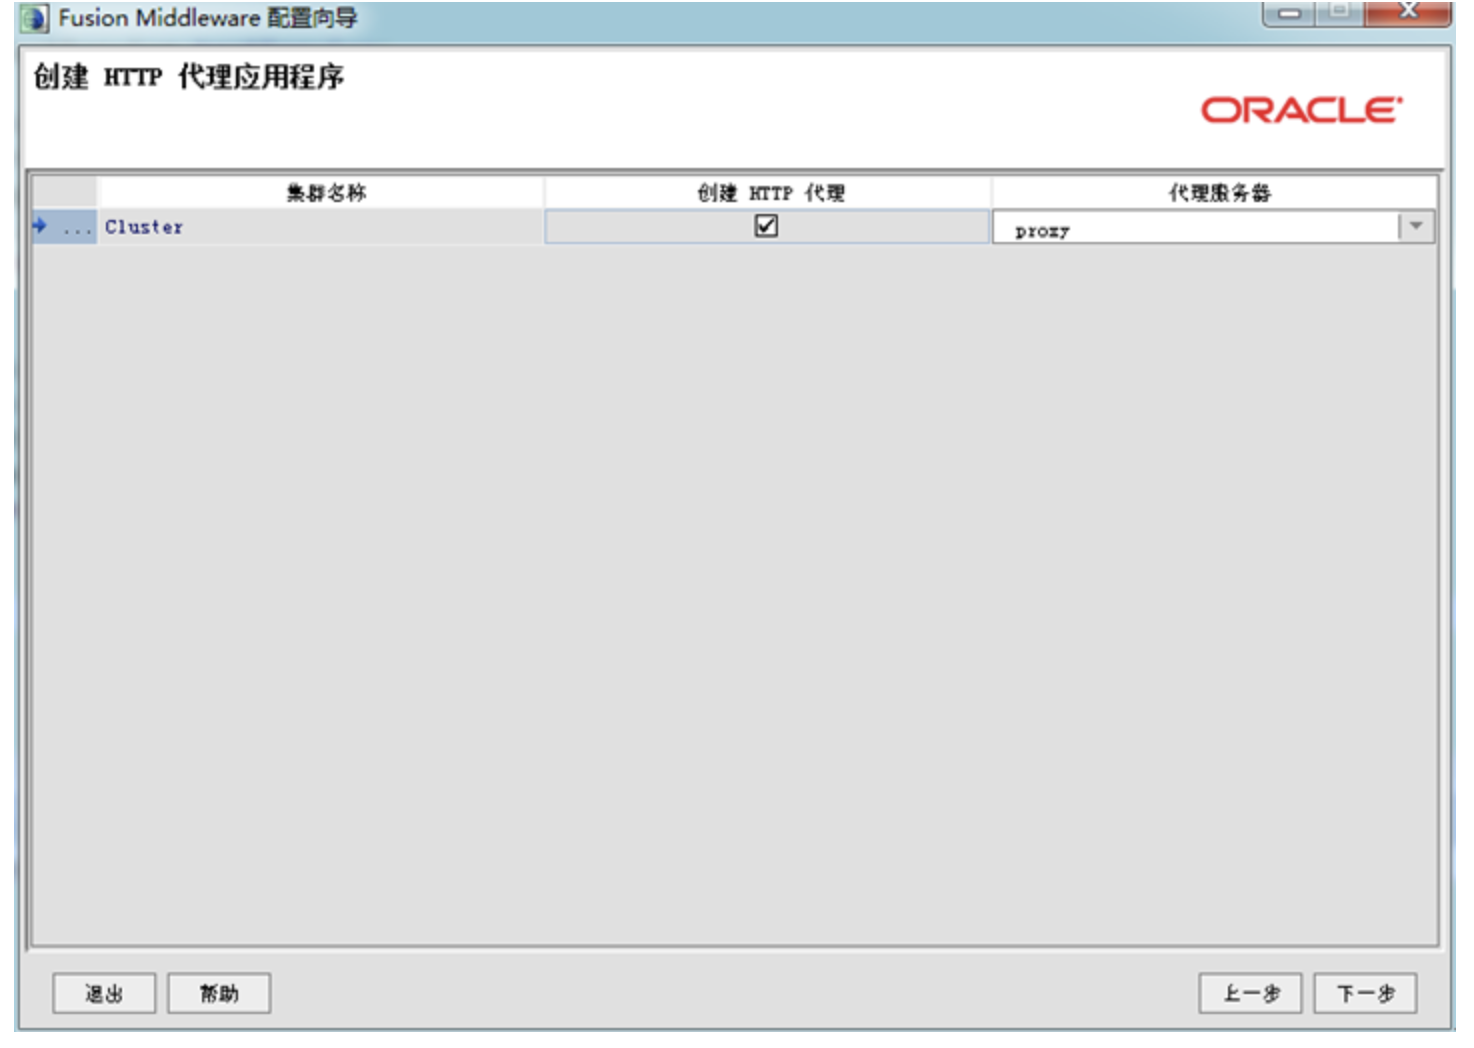 Fusion Middleware 配置向导
创建 HTTP 代理应用程序
ORACLE
集群名称 创建 HTTP 代理 代理服务器
... Cluster proxy
退出 帮助 上一步 下一步